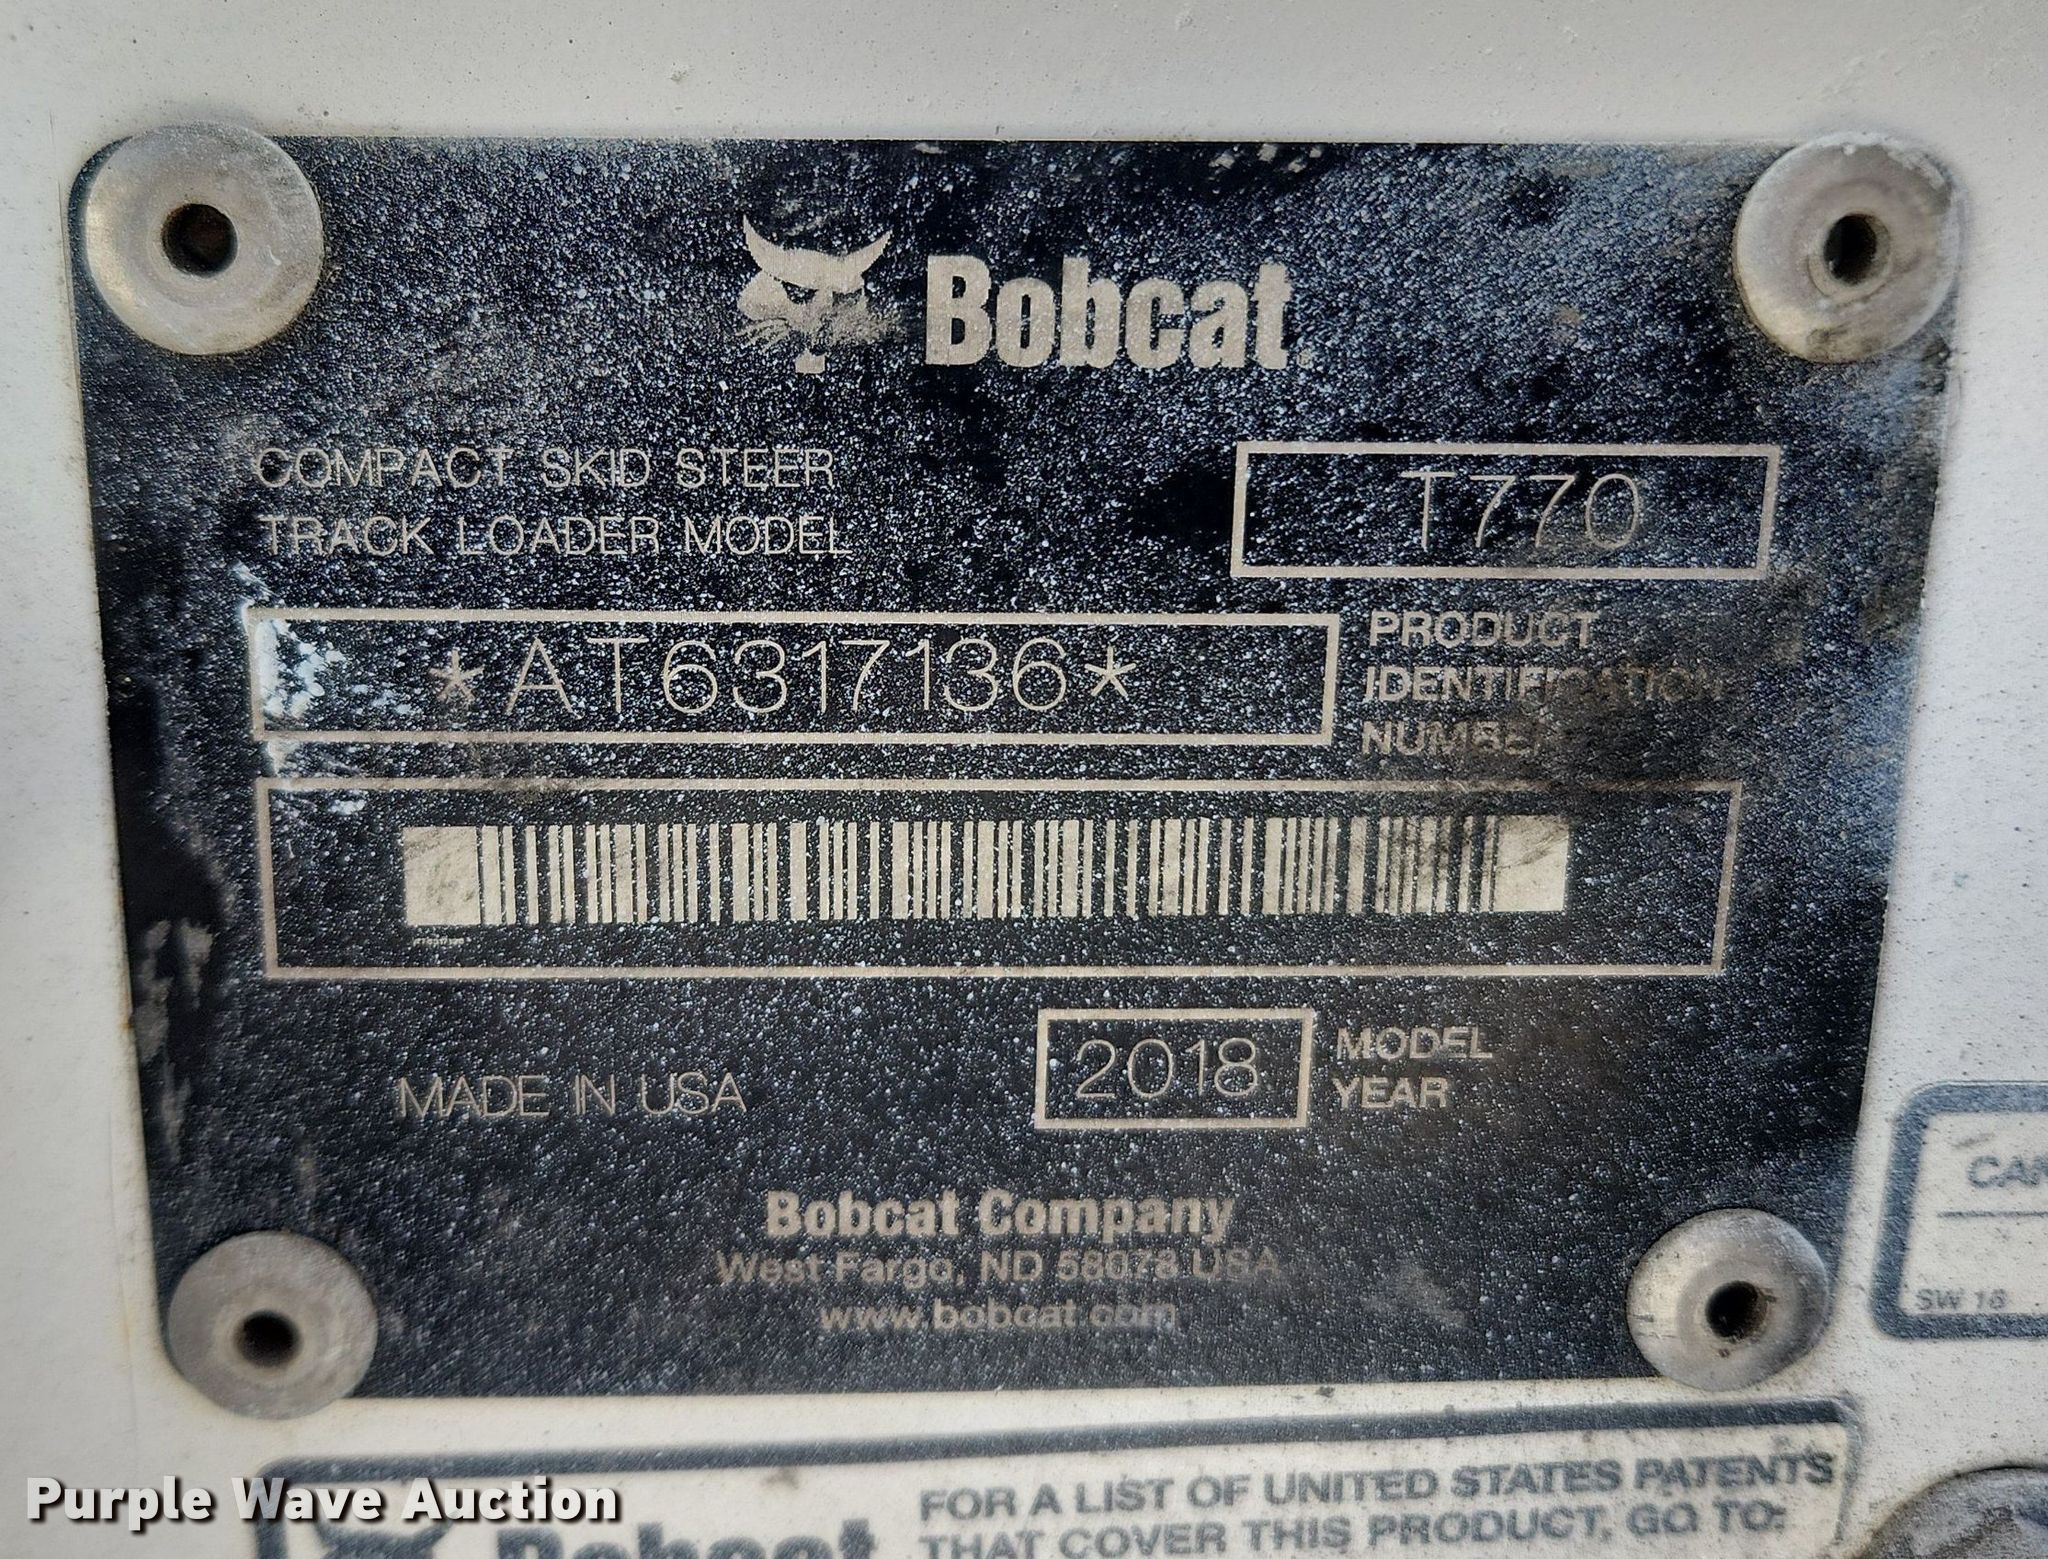 Bobcat
COMPACT SKID STEER
TRACK LOADER MODEL
T770
*AT6317136*
PRODUCT
IDENTIFICATION
NUMBER
MADE IN USA
2018
MODEL
YEAR
Bobcat Company
West Fargo, ND 58078 USA
www.bobcat.com
SW 16
Bobcat
FOR A LIST OF UNITED STATES PATENTS
THAT COVER THIS PRODUCT, GO TO:
Purple Wave Auction